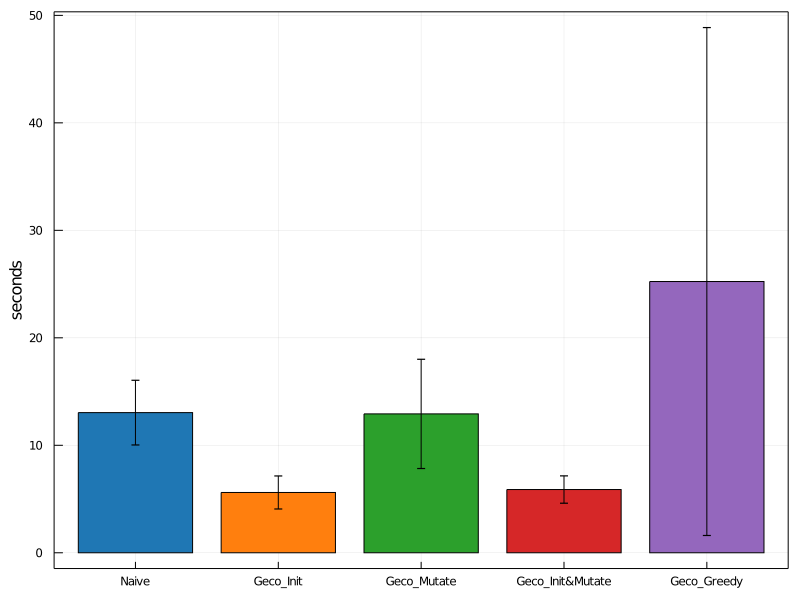 50
40
30
20
10
0
seconds
Naive
Geco_Init
Geco_Mutate
Geco_Init&Mutate
Geco_Greedy